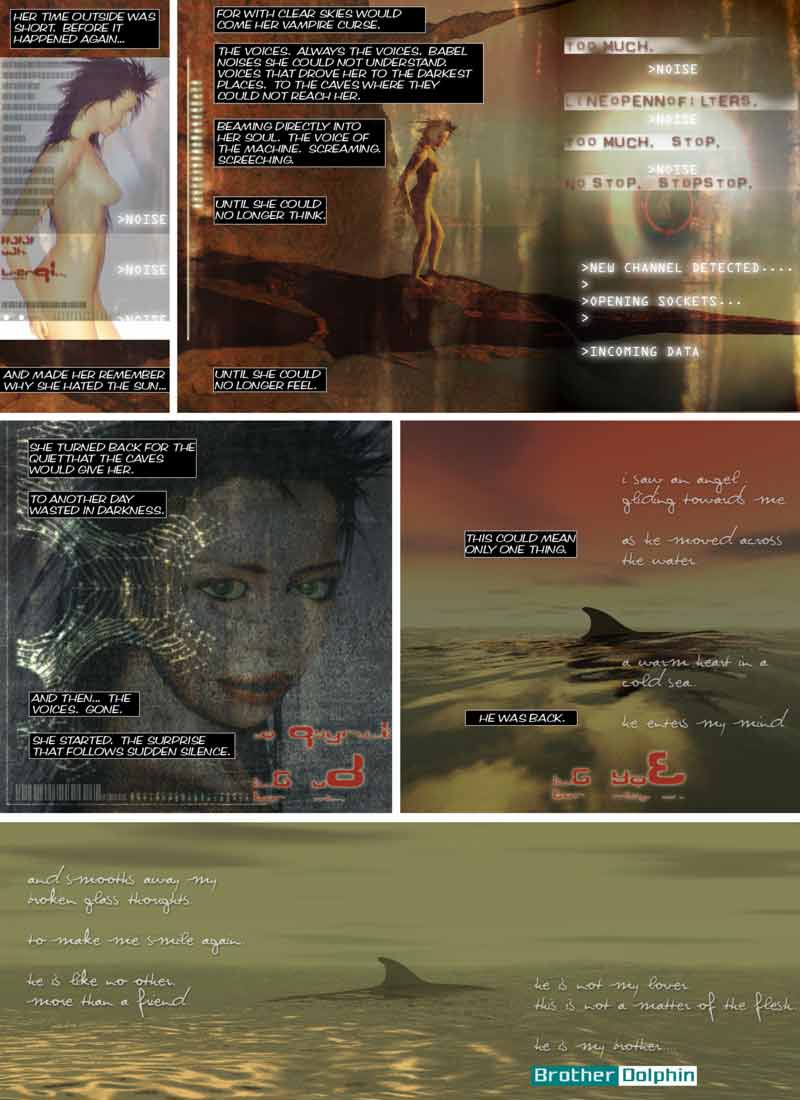 HER TIME OUTSIDE WAS
SHORT. BEFORE IT
HAPPENED AGAIN...
>NOISE
>NOISE
>NOISE
AND MADE HER REMEMBER
WHY SHE HATED THE SUN...
FOR WITH CLEAR SKIES WOULD
COME HER VAMPIRE CURSE.
THE VOICES. ALWAYS THE VOICES. BABEL
NOISES SHE COULD NOT UNDERSTAND.
VOICES THAT DROVE HER TO THE DARKEST
PLACES. TO THE CAVES WHERE THEY
COULD NOT REACH HER.
BEAMING DIRECTLY INTO
HER SOUL. THE VOICE OF
THE MACHINE. SCREAMING.
SCREECHING.
UNTIL SHE COULD
NO LONGER THINK.
UNTIL SHE COULD
NO LONGER FEEL.
TOO MUCH.
>NOISE
LINEOPENNOFILTERS.
>NOISE
TOO MUCH. STOP.
>NOISE
NO STOP. STOPSTOP.
>NEW CHANNEL DETECTED....
>
>OPENING SOCKETS...
>
>INCOMING DATA
SHE TURNED BACK FOR THE
QUIETTHAT THE CAVES
WOULD GIVE HER.
TO ANOTHER DAY
WASTED IN DARKNESS.
AND THEN... THE
VOICES. GONE.
SHE STARTED. THE SURPRISE
THAT FOLLOWS SUDDEN SILENCE.
i saw an angel
gliding towards me
THIS COULD MEAN
ONLY ONE THING.
as he moved across
the water
a warm heart in a
cold sea.
HE WAS BACK.
he enters my mind
and smooths away my
broken glass thoughts.
to make me smile again.
he is like no other.
more than a friend
he is not my lover
this is not a matter of the flesh.
he is my brother...
Brother Dolphin